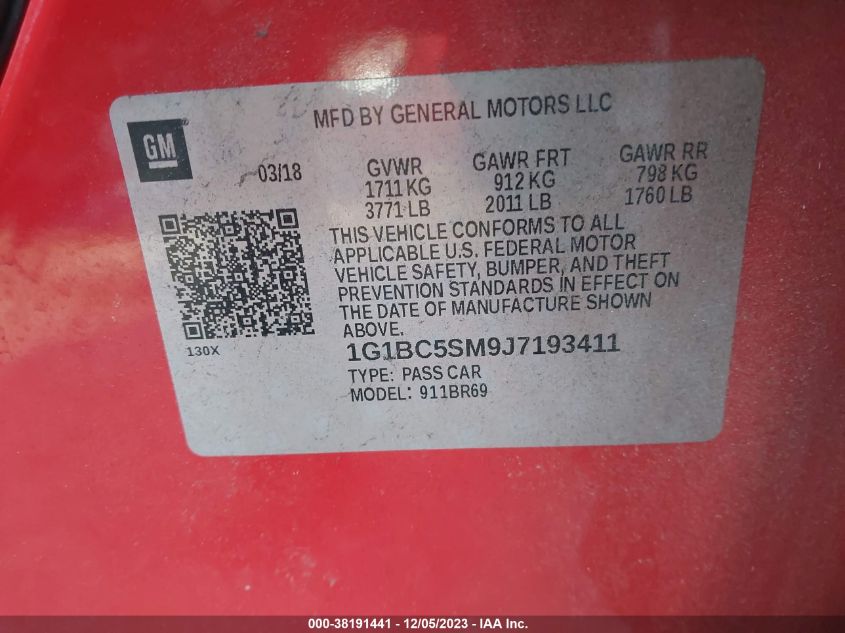 MFD BY GENERAL MOTORS LLC
GM
03/18
GVWR GAWR FRT GAWR RR
1711 KG 912 KG 798 KG
3771 LB 2011 LB 1760 LB
THIS VEHICLE CONFORMS TO ALL
APPLICABLE U.S. FEDERAL MOTOR
VEHICLE SAFETY, BUMPER, AND THEFT
PREVENTION STANDARDS IN EFFECT ON
THE DATE OF MANUFACTURE SHOWN
ABOVE.
130X
1G1BC5SM9J7193411
TYPE: PASS CAR
MODEL: 911BR69
000-38191441 - 12/05/2023 - IAA Inc.